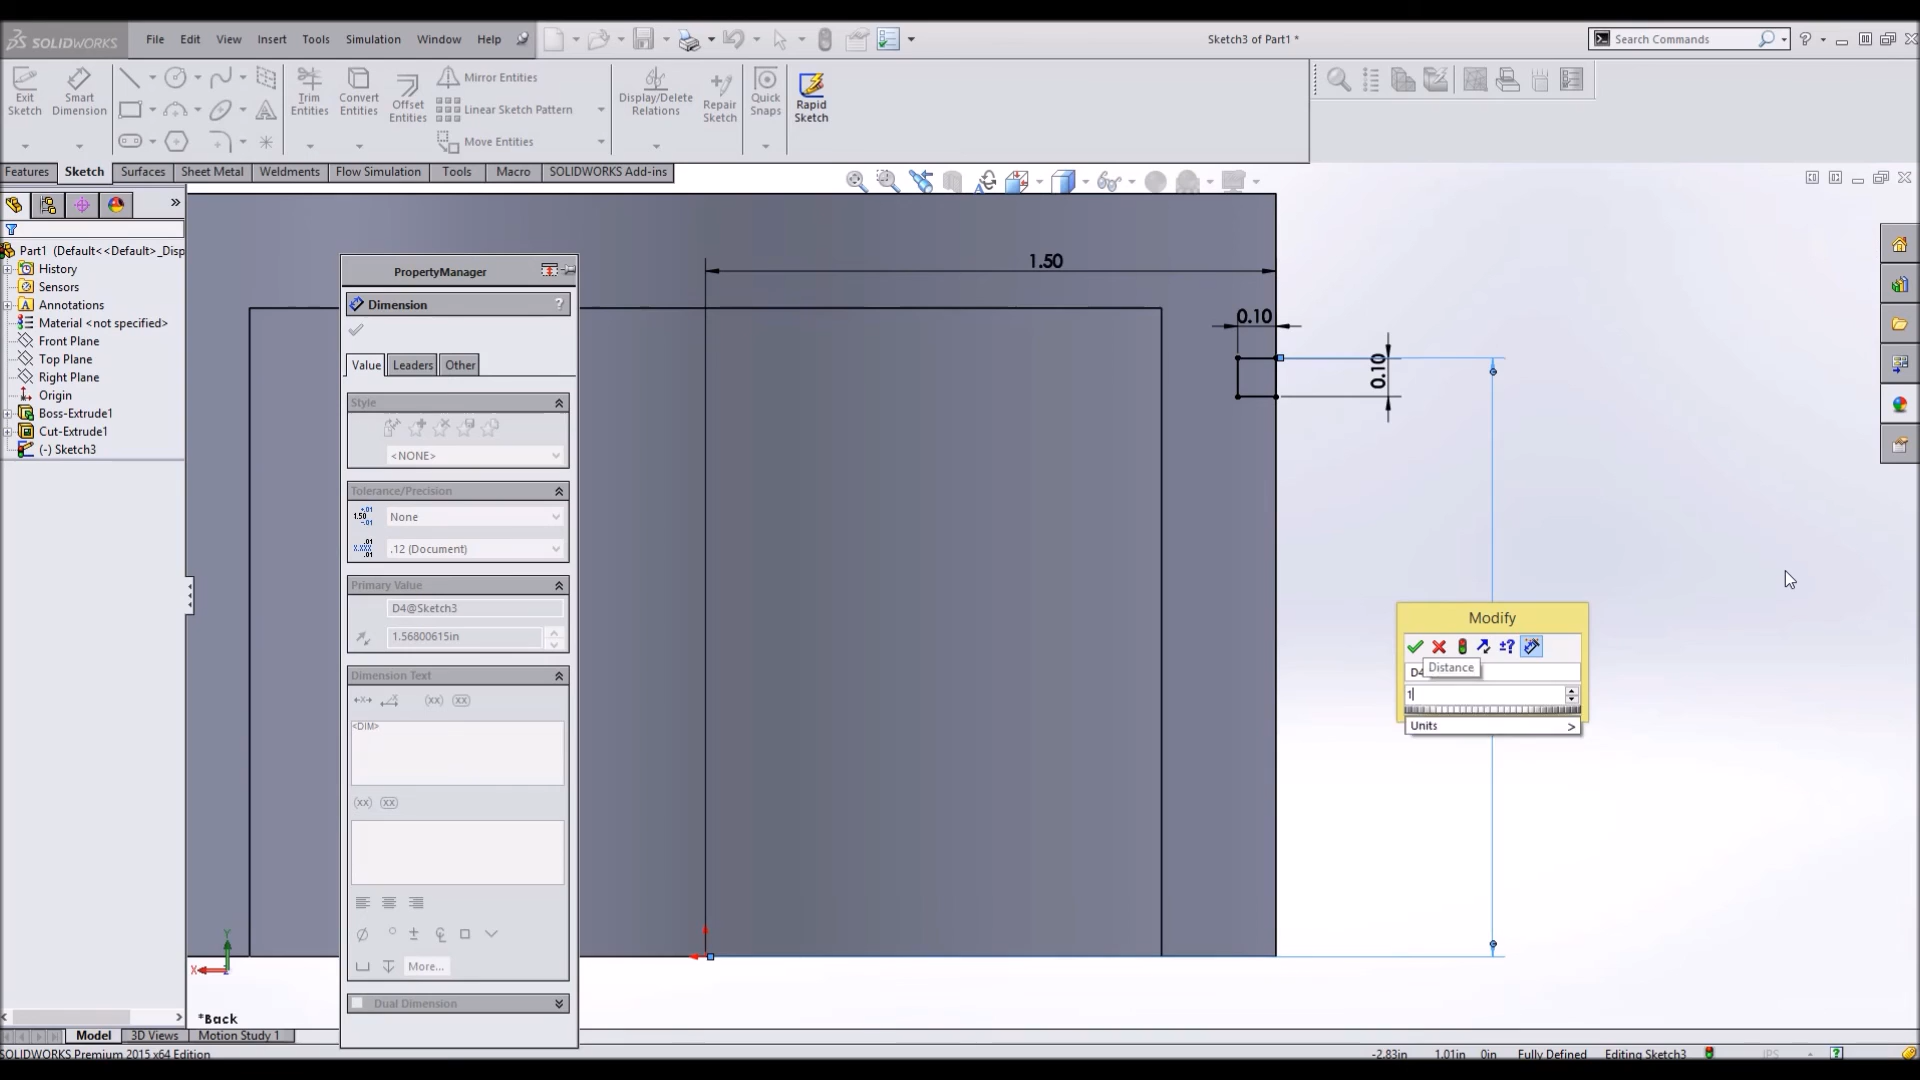 SOLIDWORKS
File Edit View Insert Tools Simulation Window Help
Sketch3 of Part1 *
Search Commands
Exit Sketch
Smart Dimension
Trim Entities
Convert Entities
Offset Entities
Mirror Entities
Linear Sketch Pattern
Move Entities
Display/Delete Relations
Repair Sketch
Quick Snaps
Rapid Sketch
Features Sketch Surfaces Sheet Metal Weldments Flow Simulation Tools Macro SOLIDWORKS Add-ins
Part1 (Default<<Default>_Disp
History
Sensors
Annotations
Material <not specified>
Front Plane
Top Plane
Right Plane
Origin
Boss-Extrude1
Cut-Extrude1
(-) Sketch3
PropertyManager
Dimension ?
Value Leaders Other
Style
<NONE>
Tolerance/Precision
None
.12 (Document)
Primary Value
D4@Sketch3
1.56800615in
Dimension Text
(xx) (xx)
<DIM>
(xx) (xx)
More...
Dual Dimension
1.50
0.10
0.10
Modify
±?
D4
Distance
1
Units >
Y
X
*Back
Model 3D Views Motion Study 1
SOLIDWORKS Premium 2015 x64 Edition
-2.83in 1.01in 0in Fully Defined Editing Sketch3 IPS